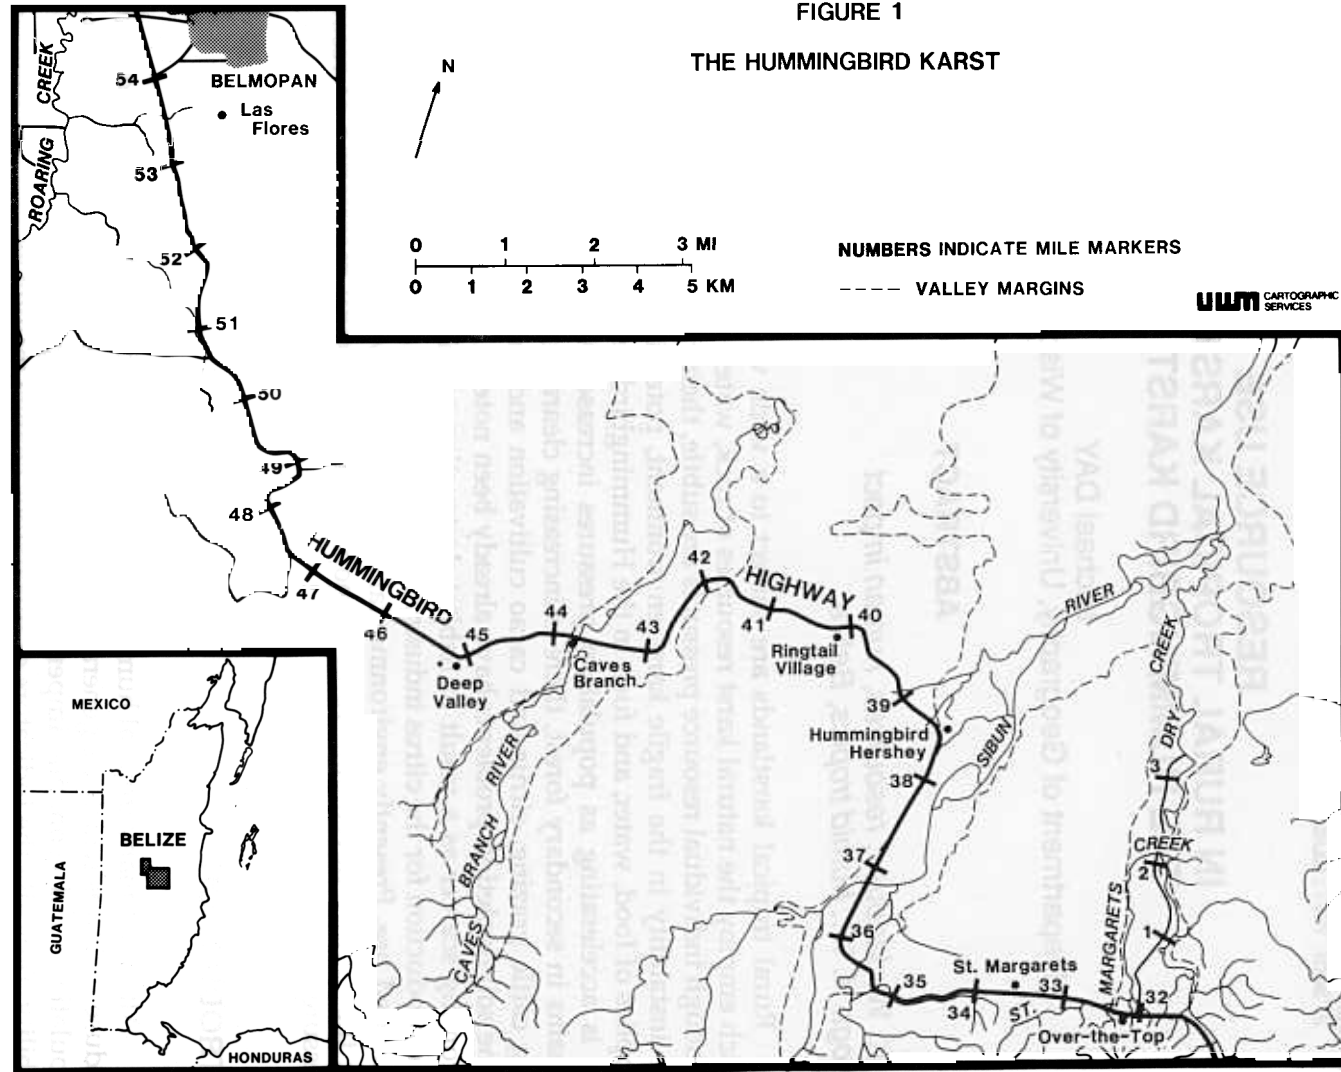 FIGURE 1
THE HUMMINGBIRD KARST
N
0 1 2 3 MI
0 1 2 3 4 5 KM
NUMBERS INDICATE MILE MARKERS
---- VALLEY MARGINS
uwm CARTOGRAPHIC
SERVICES
ROARING CREEK
BELMOPAN
Las
Flores
54
53
52
51
50
49
48
47
46
45
44
43
42
41
40
39
38
37
36
35
34
33
32
1
2
3
HUMMINGBIRD HIGHWAY
Deep
Valley
Caves
Branch
Ringtail
Village
Hummingbird
Hershey
St. Margarets
Over-the-Top
CAVES BRANCH RIVER
SIBUN RIVER
DRY CREEK
ST. MARGARETS CREEK
MEXICO
BELIZE
GUATEMALA
HONDURAS